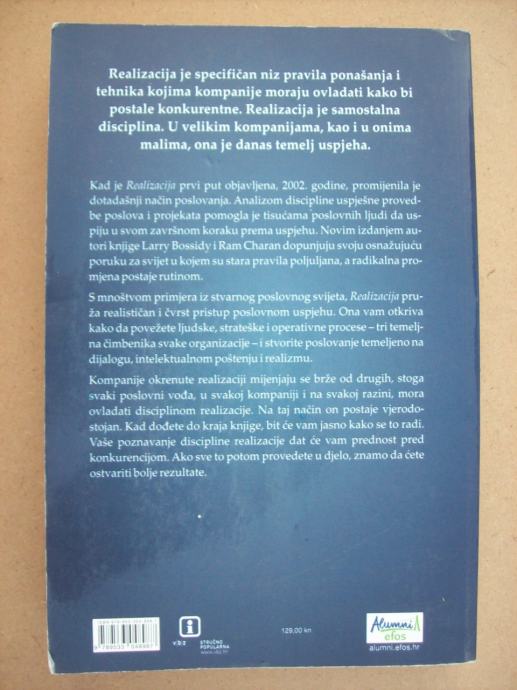 Realizacija je specifičan niz pravila ponašanja i
tehnika kojima kompanije moraju ovladati kako bi
postale konkurentne. Realizacija je samostalna
disciplina. U velikim kompanijama, kao i u onima
malima, ona je danas temelj uspjeha.
Kad je Realizacija prvi put objavljena, 2002. godine, promijenila je
dotadašnji način poslovanja. Analizom discipline uspješne proved-
be poslova i projekata pomogla je tisućama poslovnih ljudi da us-
piju u svom završnom koraku prema uspjehu. Novim izdanjem au-
tori knjige Larry Bossidy i Ram Charan dopunjuju svoju osnažujuću
poruku za svijet u kojem su stara pravila poljuljana, a radikalna pro-
mjena postaje rutinom.
S mnoštvom primjera iz stvarnog poslovnog svijeta, Realizacija pru-
ža realističan i čvrst pristup poslovnom uspjehu. Ona vam otkriva
kako da povežete ljudske, strateške i operativne procese – tri temelj-
na čimbenika svake organizacije – i stvorite poslovanje temeljeno na
dijalogu, intelektualnom poštenju i realizmu.
Kompanije okrenute realizaciji mijenjaju se brže od drugih, stoga
svaki poslovni vođa, u svakoj kompaniji i na svakoj razini, mora
ovladati disciplinom realizacije. Na taj način on postaje vjerodo-
stojan. Kad dođete do kraja knjige, bit će vam jasno kako se to radi.
Vaše poznavanje discipline realizacije dat će vam prednost pred
konkurencijom. Ako sve to potom provedete u djelo, znamo da ćete
ostvariti bolje rezultate.
v|b|z
STRUČNO
POPULARNA
www.vbz.hr
129,00 kn
Alumni
efos
alumni.efos.hr